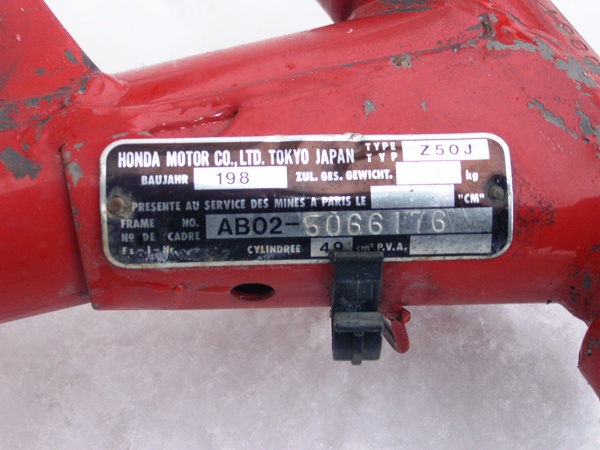 HONDA MOTOR CO., LTD. TOKYO JAPAN TYPE TYP Z50J
BAUJAHR 198 ZUL. GES. GEWICHT. kg
PRESENTE AU SERVICE DES MINES A PARIS LE "CM"
FRAME NO. AB02-5066176
Nº DE CADRE
CYLINDREE 49 cm³ P.V.A.